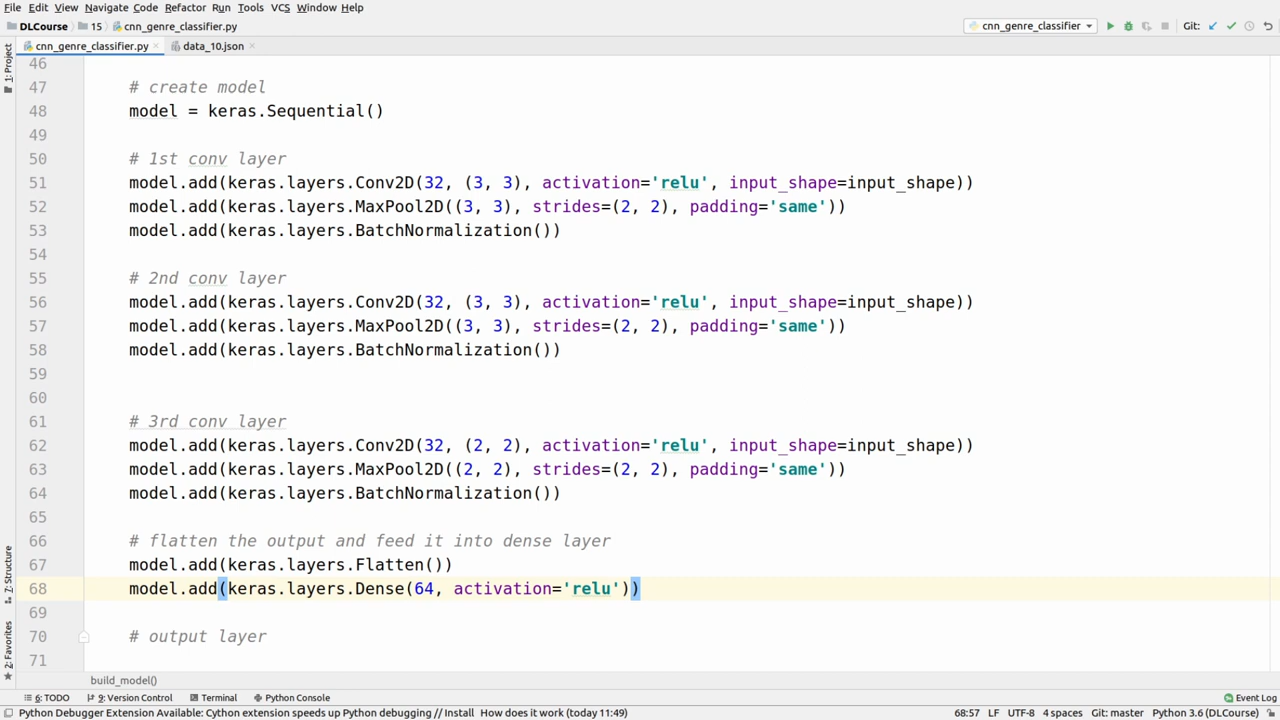 File Edit View Navigate Code Refactor Run Tools VCS Window Help
DLCourse 15 cnn_genre_classifier.py cnn_genre_classifier Git:
cnn_genre_classifier.py data_10.json
1: Project
46
47 # create model
48 model = keras.Sequential()
49
50 # 1st conv layer
51 model.add(keras.layers.Conv2D(32, (3, 3), activation='relu', input_shape=input_shape))
52 model.add(keras.layers.MaxPool2D((3, 3), strides=(2, 2), padding='same'))
53 model.add(keras.layers.BatchNormalization())
54
55 # 2nd conv layer
56 model.add(keras.layers.Conv2D(32, (3, 3), activation='relu', input_shape=input_shape))
57 model.add(keras.layers.MaxPool2D((3, 3), strides=(2, 2), padding='same'))
58 model.add(keras.layers.BatchNormalization())
59
60
61 # 3rd conv layer
62 model.add(keras.layers.Conv2D(32, (2, 2), activation='relu', input_shape=input_shape))
63 model.add(keras.layers.MaxPool2D((2, 2), strides=(2, 2), padding='same'))
64 model.add(keras.layers.BatchNormalization())
65
66 # flatten the output and feed it into dense layer
67 model.add(keras.layers.Flatten())
68 model.add(keras.layers.Dense(64, activation='relu'))
69
70 # output layer
71
7: Structure
2: Favorites
build_model()
6: TODO 9: Version Control Terminal Python Console Event Log
Python Debugger Extension Available: Cython extension speeds up Python debugging // Install How does it work (today 11:49) 68:57 LF UTF-8 4 spaces Git: master Python 3.6 (DLCourse)